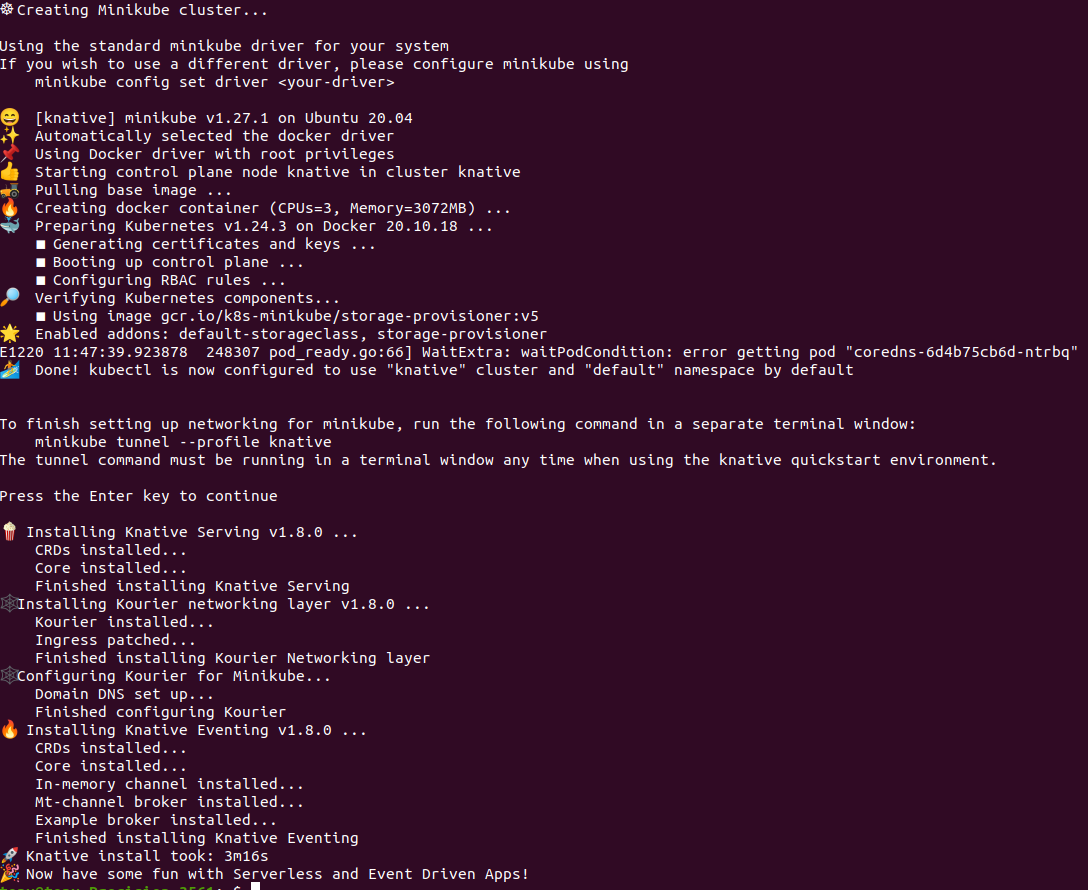 Creating Minikube cluster...
Using the standard minikube driver for your system
If you wish to use a different driver, please configure minikube using
minikube config set driver <your-driver>
[knative] minikube v1.27.1 on Ubuntu 20.04
Automatically selected the docker driver
Using Docker driver with root privileges
Starting control plane node knative in cluster knative
Pulling base image ...
Creating docker container (CPUs=3, Memory=3072MB) ...
Preparing Kubernetes v1.24.3 on Docker 20.10.18 ...
■ Generating certificates and keys ...
■ Booting up control plane ...
■ Configuring RBAC rules ...
Verifying Kubernetes components...
■ Using image gcr.io/k8s-minikube/storage-provisioner:v5
Enabled addons: default-storageclass, storage-provisioner
E1220 11:47:39.923878  248307 pod_ready.go:66] WaitExtra: waitPodCondition: error getting pod "coredns-6d4b75cb6d-ntrbq"
Done! kubectl is now configured to use "knative" cluster and "default" namespace by default
To finish setting up networking for minikube, run the following command in a separate terminal window:
minikube tunnel --profile knative
The tunnel command must be running in a terminal window any time when using the knative quickstart environment.
Press the Enter key to continue
Installing Knative Serving v1.8.0 ...
CRDs installed...
Core installed...
Finished installing Knative Serving
Installing Kourier networking layer v1.8.0 ...
Kourier installed...
Ingress patched...
Finished installing Kourier Networking layer
Configuring Kourier for Minikube...
Domain DNS set up...
Finished configuring Kourier
Installing Knative Eventing v1.8.0 ...
CRDs installed...
Core installed...
In-memory channel installed...
Mt-channel broker installed...
Example broker installed...
Finished installing Knative Eventing
Knative install took: 3m16s
Now have some fun with Serverless and Event Driven Apps!